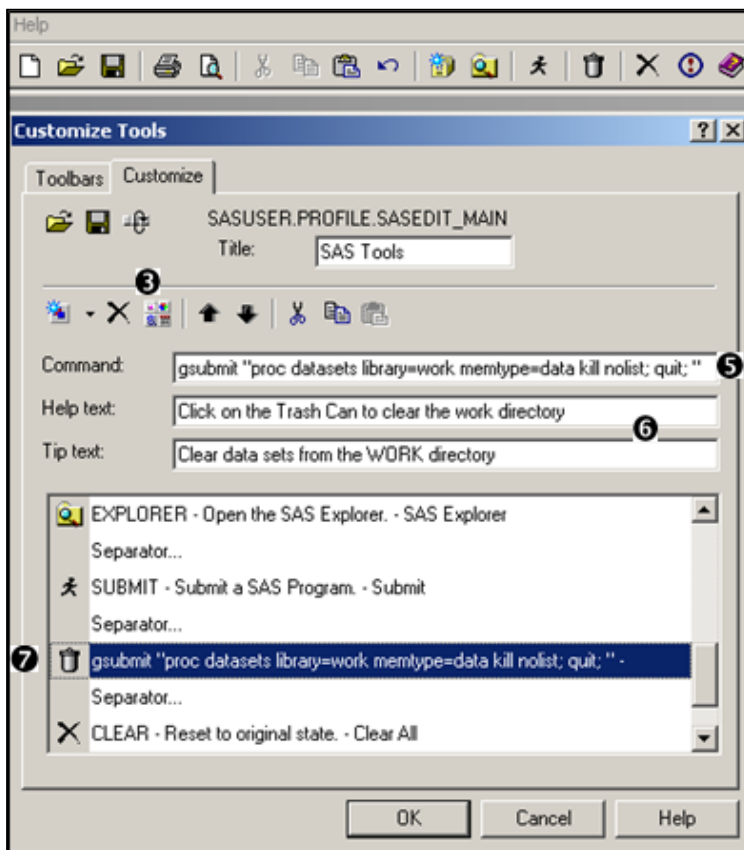 Help
Customize Tools
Toolbars Customize
SASUSER.PROFILE.SASEDIT_MAIN
Title: SAS Tools
❸
Command: gsubmit "proc datasets library=work memtype=data kill nolist; quit; " ❺
Help text: Click on the Trash Can to clear the work directory
❻
Tip text: Clear data sets from the WORK directory
EXPLORER - Open the SAS Explorer. - SAS Explorer
Separator...
SUBMIT - Submit a SAS Program. - Submit
Separator...
❼ gsubmit "proc datasets library=work memtype=data kill nolist; quit; " -
Separator...
CLEAR - Reset to original state. - Clear All
OK Cancel Help